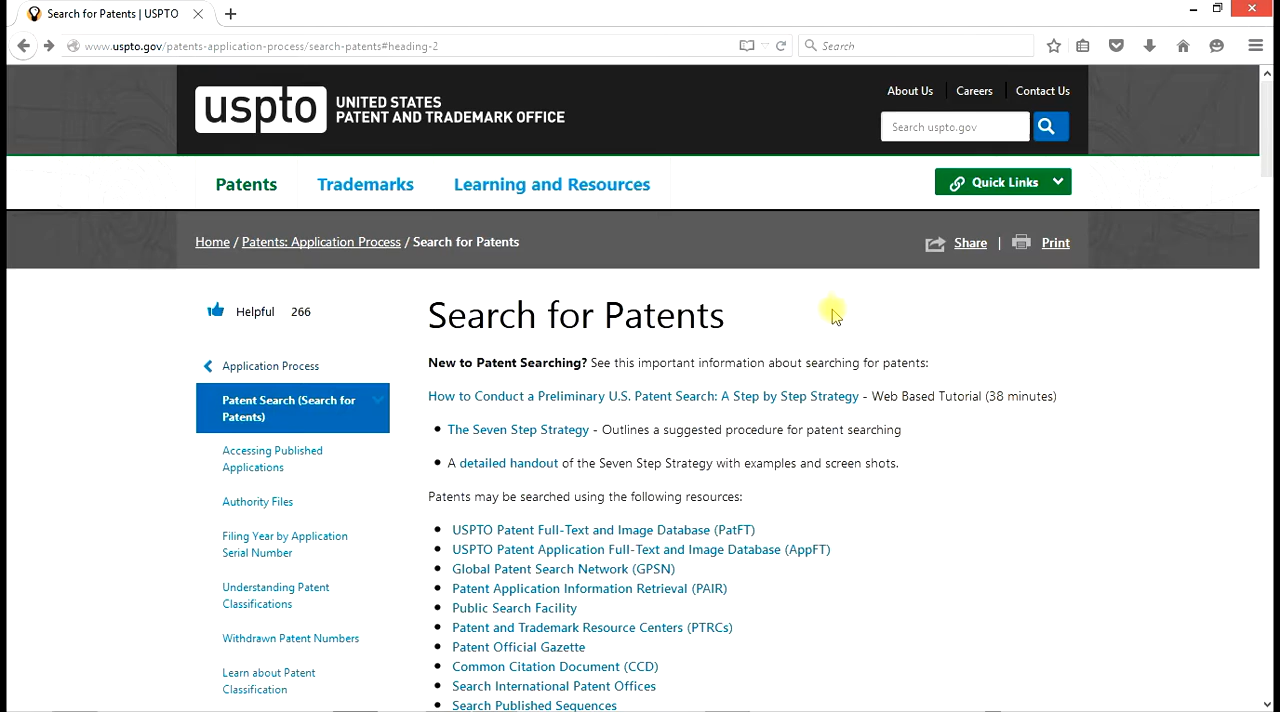 Search for Patents | USPTO
www.uspto.gov/patents-application-process/search-patents#heading-2
Search
uspto
UNITED STATES
PATENT AND TRADEMARK OFFICE
About Us
Careers
Contact Us
Search uspto.gov
Patents
Trademarks
Learning and Resources
Quick Links
Home / Patents: Application Process / Search for Patents
Share | Print
Helpful 266
Application Process
Patent Search (Search for
Patents)
Accessing Published
Applications
Authority Files
Filing Year by Application
Serial Number
Understanding Patent
Classifications
Withdrawn Patent Numbers
Learn about Patent
Classification
Search for Patents
New to Patent Searching? See this important information about searching for patents:
How to Conduct a Preliminary U.S. Patent Search: A Step by Step Strategy - Web Based Tutorial (38 minutes)
• The Seven Step Strategy - Outlines a suggested procedure for patent searching
• A detailed handout of the Seven Step Strategy with examples and screen shots.
Patents may be searched using the following resources:
• USPTO Patent Full-Text and Image Database (PatFT)
• USPTO Patent Application Full-Text and Image Database (AppFT)
• Global Patent Search Network (GPSN)
• Patent Application Information Retrieval (PAIR)
• Public Search Facility
• Patent and Trademark Resource Centers (PTRCs)
• Patent Official Gazette
• Common Citation Document (CCD)
• Search International Patent Offices
• Search Published Sequences